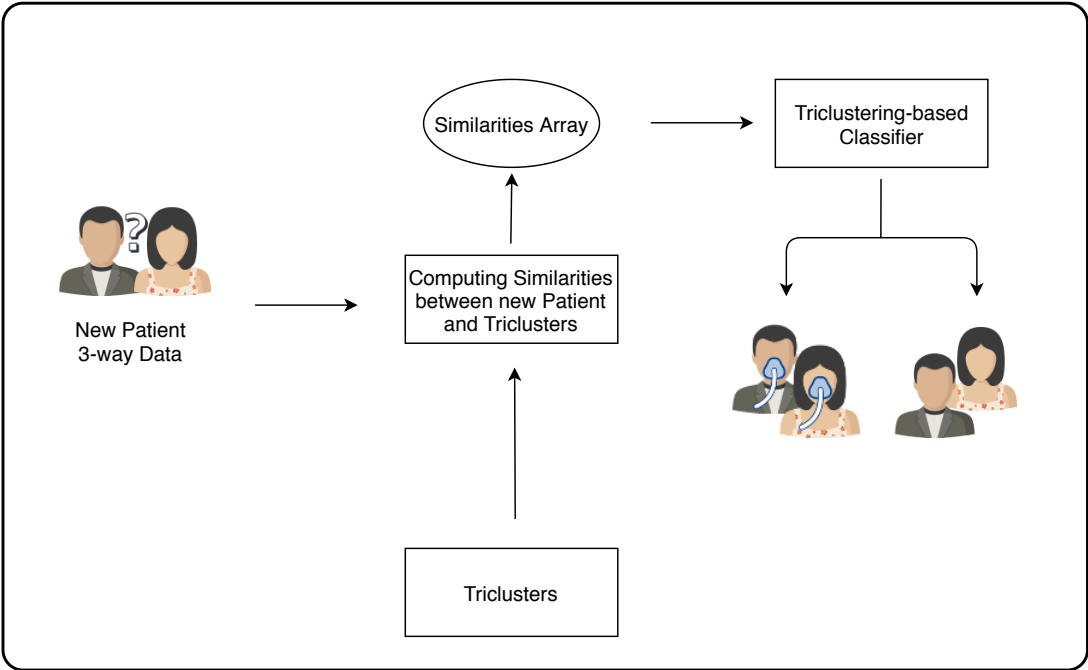 Similarities Array
Triclustering-based
Classifier
?
New Patient
3-way Data
Computing Similarities
between new Patient
and Triclusters
Triclusters